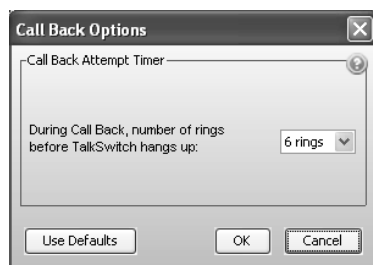 Call Back Options
Call Back Attempt Timer
During Call Back, number of rings
before TalkSwitch hangs up:
6 rings
Use Defaults
OK
Cancel